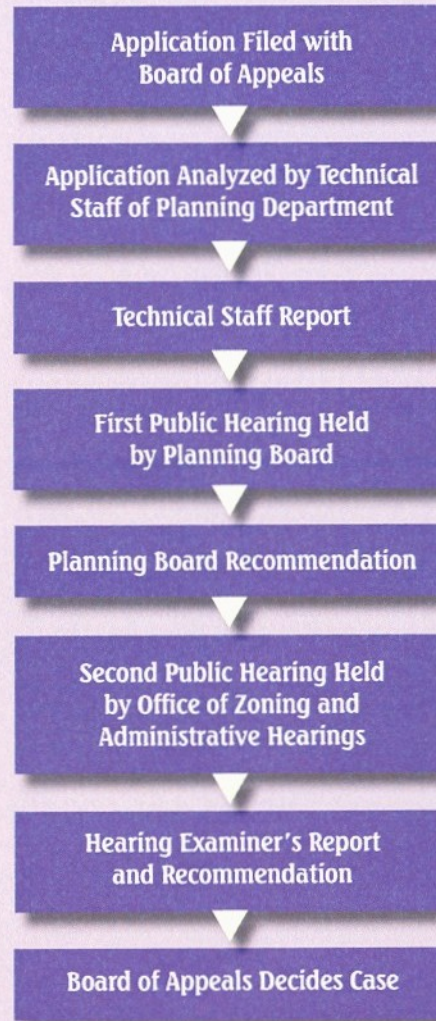 Application Filed with
Board of Appeals
Application Analyzed by Technical
Staff of Planning Department
Technical Staff Report
First Public Hearing Held
by Planning Board
Planning Board Recommendation
Second Public Hearing Held
by Office of Zoning and
Administrative Hearings
Hearing Examiner's Report
and Recommendation
Board of Appeals Decides Case